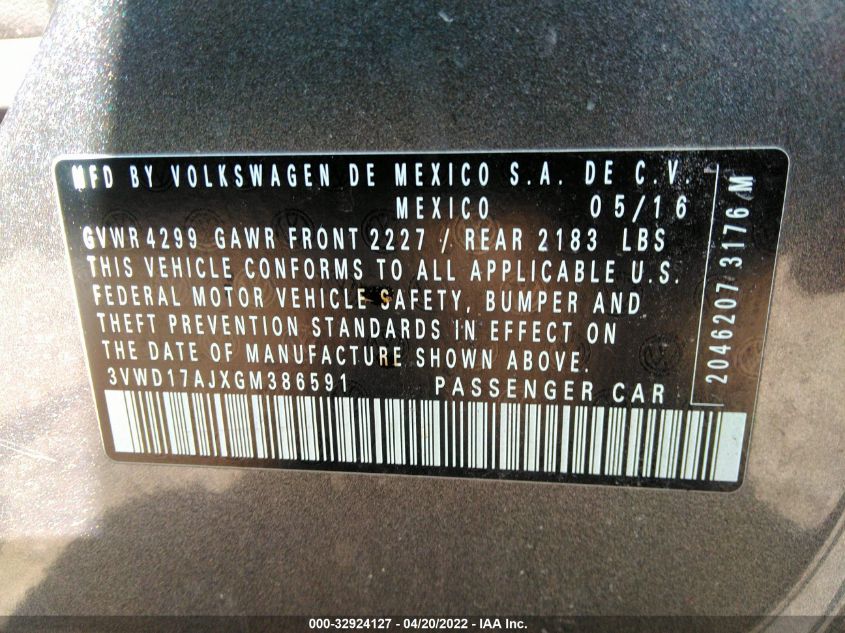 MFD BY VOLKSWAGEN DE MEXICO S.A. DE C.V
MEXICO 05/16
GVWR 4299 GAWR FRONT 2227 / REAR 2183 LBS
THIS VEHICLE CONFORMS TO ALL APPLICABLE U.S.
FEDERAL MOTOR VEHICLE SAFETY, BUMPER AND
THEFT PREVENTION STANDARDS IN EFFECT ON
THE DATE OF MANUFACTURE SHOWN ABOVE.
3VWD17AJXGM386591 PASSENGER CAR
2046207 3176 M
000-32924127 - 04/20/2022 - IAA Inc.